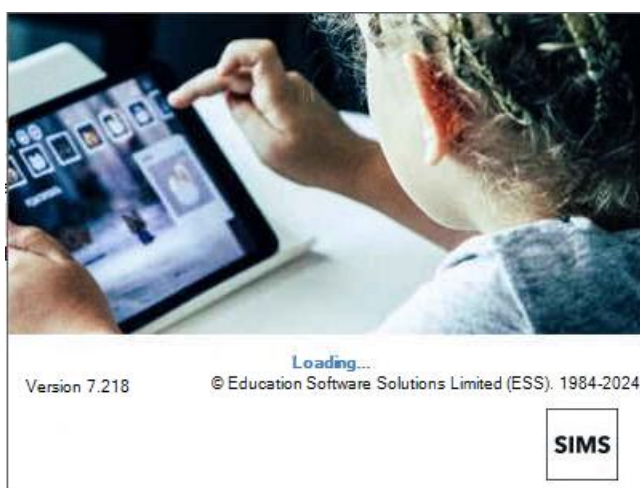 Loading...
Version 7.218
© Education Software Solutions Limited (ESS). 1984-2024
SIMS